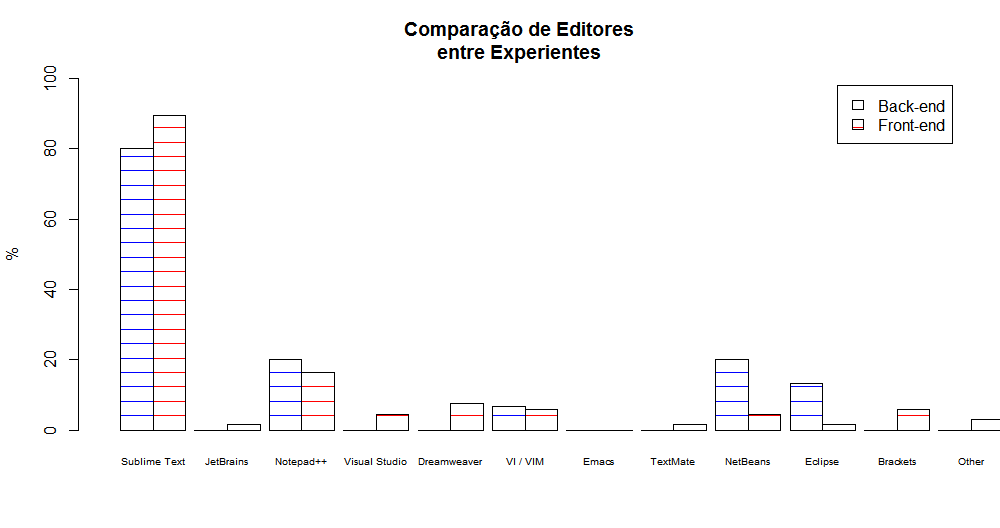 Comparação de Editores
entre Experientes
100
80
60
40
20
0
%
Back-end
Front-end
Sublime Text JetBrains Notepad++ Visual Studio Dreamweaver VI / VIM Emacs TextMate NetBeans Eclipse Brackets Other